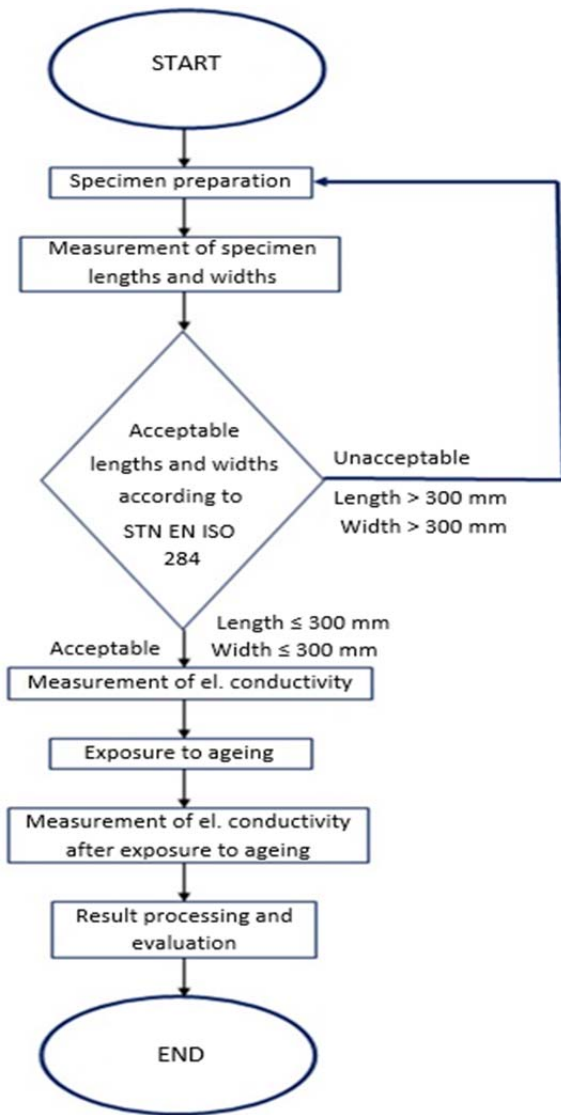 START
Specimen preparation
Measurement of specimen
lengths and widths
Acceptable
lengths and widths
according to
STN EN ISO
284
Unacceptable
Length > 300 mm
Width > 300 mm
Length ≤ 300 mm
Acceptable
Width ≤ 300 mm
Measurement of el. conductivity
Exposure to ageing
Measurement of el. conductivity
after exposure to ageing
Result processing and
evaluation
END